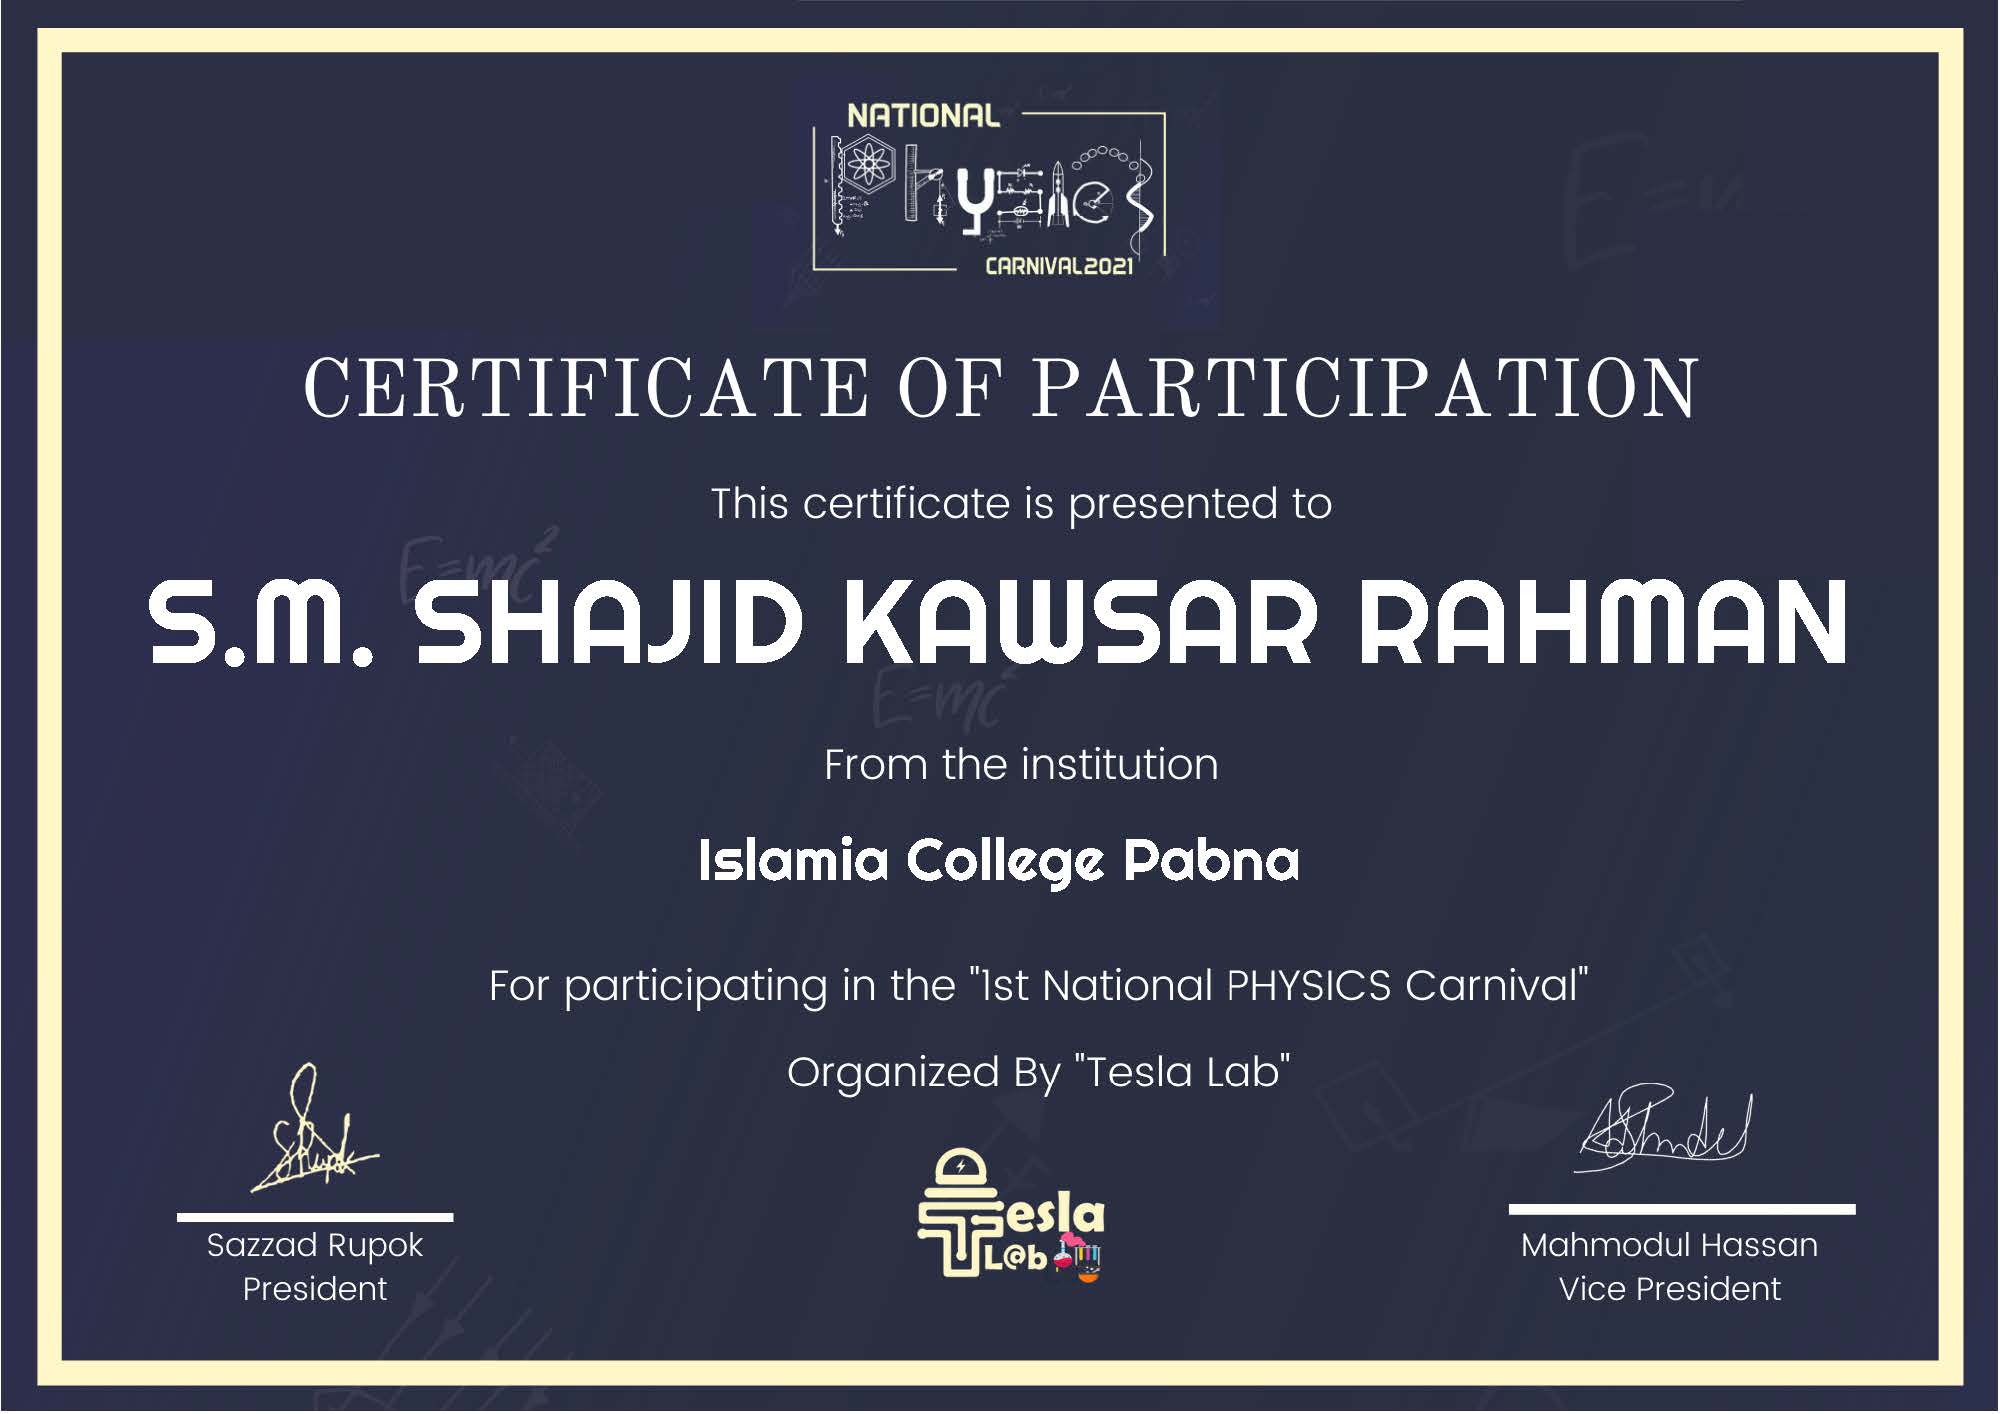 NATIONAL
Physics
CARNIVAL2021
E=m
CERTIFICATE OF PARTICIPATION
This certificate is presented to
E=mc²
S.M. SHAJID KAWSAR RAHMAN
E=mc²
From the institution
Islamia College Pabna
For participating in the "1st National PHYSICS Carnival"
Organized By "Tesla Lab"
Tesla
L@b
Sazzad Rupok
President
Mahmodul Hassan
Vice President